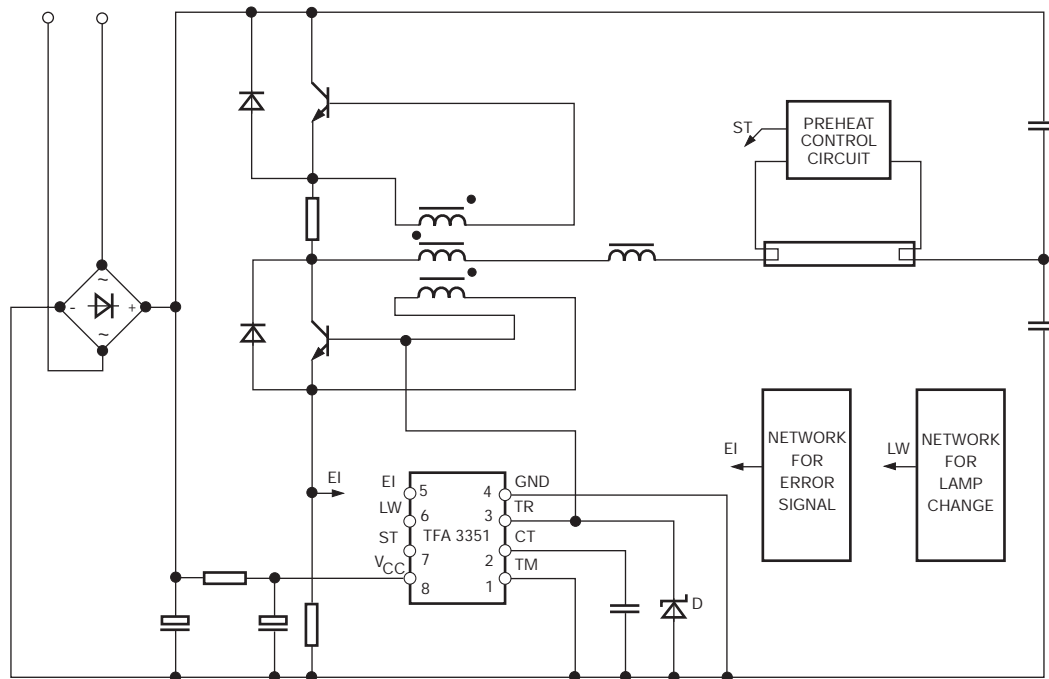 ST
PREHEAT
CONTROL
CIRCUIT
~
- +
~
EI
NETWORK
FOR
ERROR
SIGNAL
LW
NETWORK
FOR
LAMP
CHANGE
EI
EI 5 4 GND
LW 6 TFA 3351 3 TR
ST 7 2 CT
VCC 8 1 TM
D